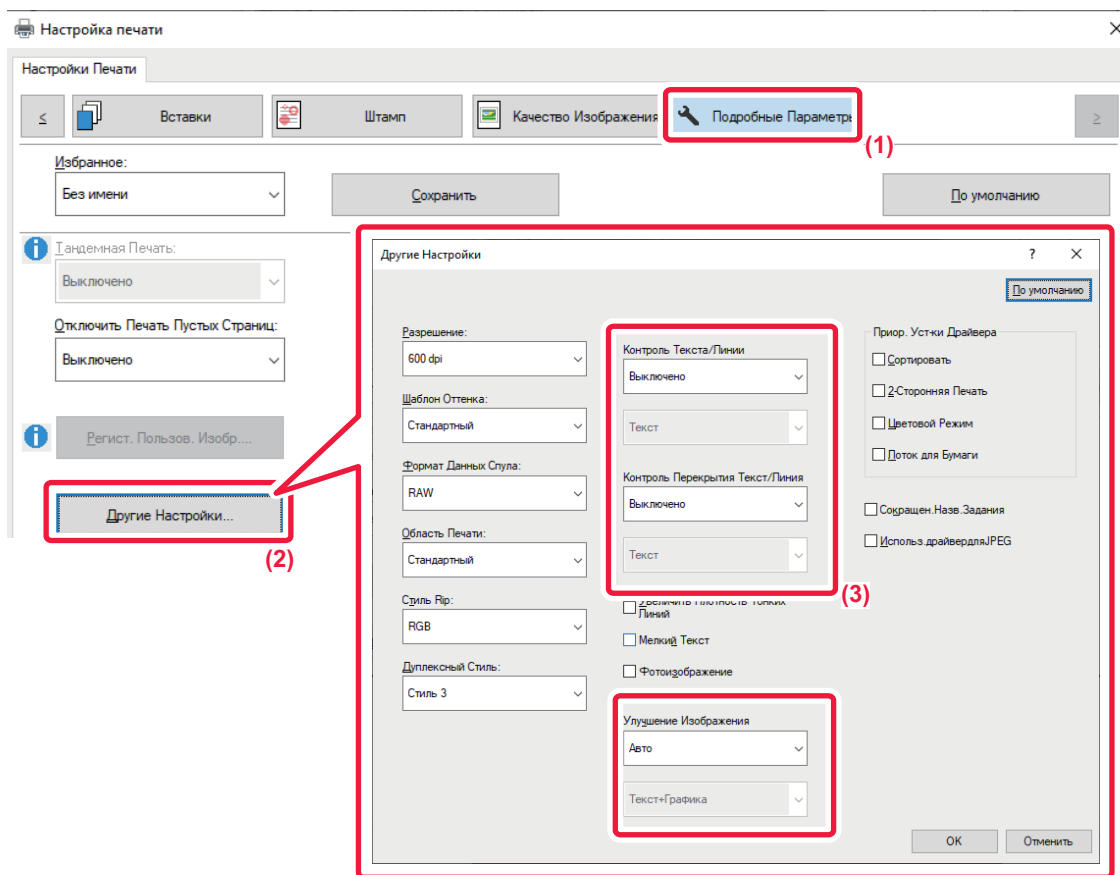 Настройка печати
Настройки Печати
≤
Вставки
Штамп
Качество Изображения
Подробные Параметры
≥
(1)
Избранное:
Без имени
Сохранить
По умолчанию
Тандемная Печать:
Выключено
Отключить Печать Пустых Страниц:
Выключено
Регист. Пользов. Изобр....
Другие Настройки...
(2)
Другие Настройки
?
По умолчанию
Разрешение:
600 dpi
Шаблон Оттенка:
Стандартный
Формат Данных Спула:
RAW
Область Печати:
Стандартный
Стиль Rip:
RGB
Дуплексный Стиль:
Стиль 3
Контроль Текста/Линии
Выключено
Текст
Контроль Перекрытия Текст/Линия
Выключено
Текст
(3)
Увеличить Плотность Тонких
Линий
Мелкий Текст
Фотоизображение
Улучшение Изображения
Авто
Текст+Графика
Приор. Уст-ки Драйвера
Сортировать
2-Сторонняя Печать
Цветовой Режим
Лоток для Бумаги
Сокращен.Назв.Задания
Использ.драйвердляJPEG
OK
Отменить